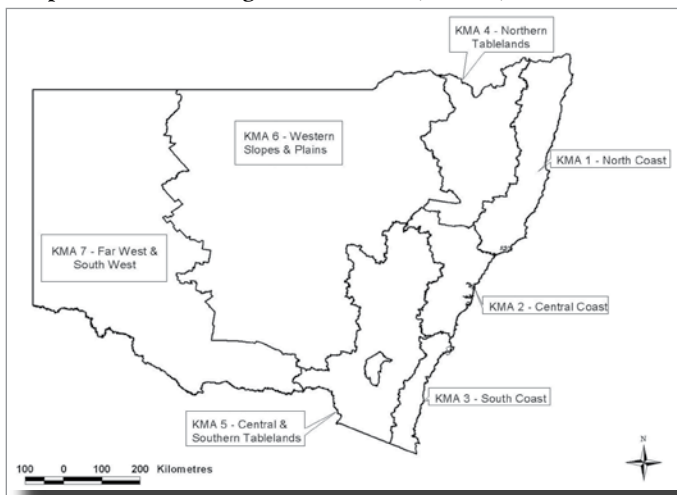 KMA 4 - Northern
Tablelands
KMA 6 - Western
Slopes & Plains
KMA 1 - North Coast
KMA 7 - Far West &
South West
KMA 2 - Central Coast
KMA 3 - South Coast
KMA 5 - Central &
Southern Tablelands
N
100 0 100 200 Kilometres